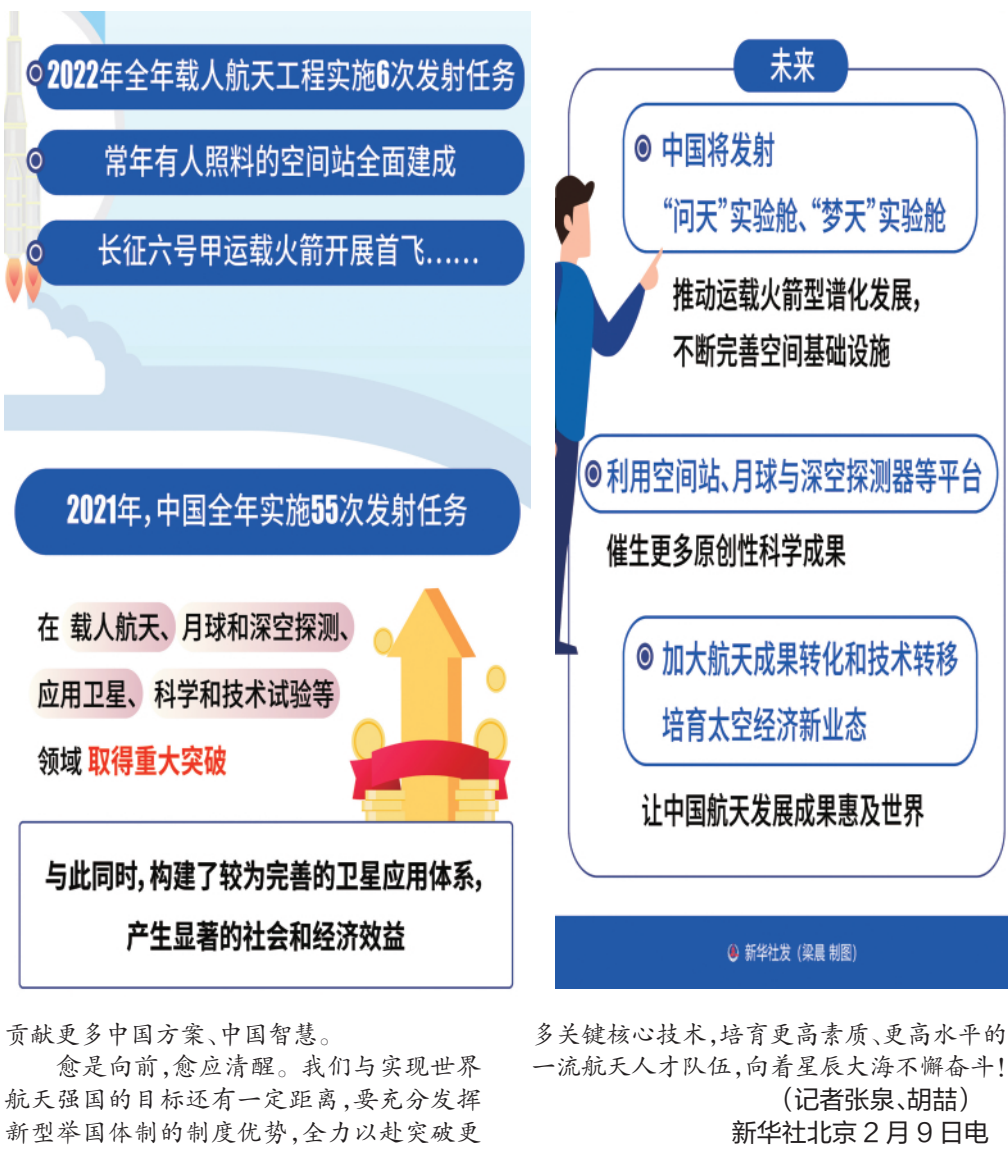 2022年全年载人航天工程实施6次发射任务
常年有人照料的空间站全面建成
长征六号甲运载火箭开展首飞……
2021年,中国全年实施55次发射任务
在 载人航天、月球和深空探测、
应用卫星、科学和技术试验等
领域 取得重大突破
与此同时,构建了较为完善的卫星应用体系,
产生显著的社会和经济效益
未来
中国将发射
“问天”实验舱、“梦天”实验舱
推动运载火箭型谱化发展,
不断完善空间基础设施
利用空间站、月球与深空探测器等平台
催生更多原创性科学成果
加大航天成果转化和技术转移
培育太空经济新业态
让中国航天发展成果惠及世界
新华社发(梁晨 制图)
贡献更多中国方案、中国智慧。
愈是向前,愈应清醒。我们与实现世界
航天强国的目标还有一定距离,要充分发挥
新型举国体制的制度优势,全力以赴突破更
多关键核心技术,培育更高素质、更高水平的
一流航天人才队伍,向着星辰大海不懈奋斗!
(记者张泉、胡喆)
新华社北京2月9日电